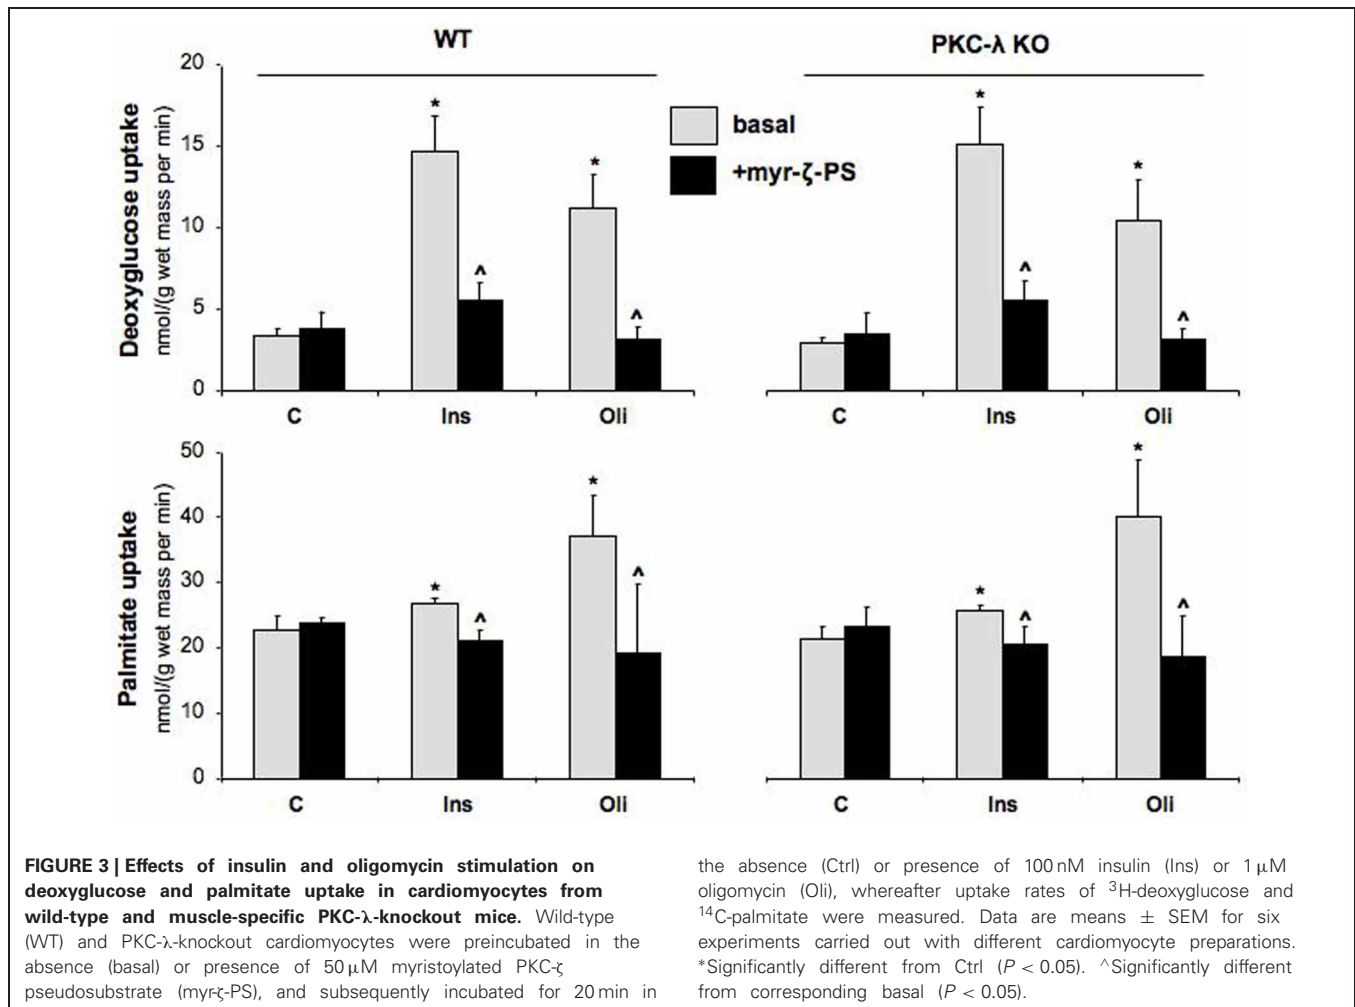 WT
PKC-λ KO
basal
+myr-ζ-PS
Deoxyglucose uptake
nmol/(g wet mass per min)
20
15
10
5
0
*
*
^
^
*
*
^
^
C Ins Oli
C Ins Oli
Palmitate uptake
nmol/(g wet mass per min)
50
40
30
20
10
0
*
^
*
^
*
^
*
^
C Ins Oli
C Ins Oli
FIGURE 3 | Effects of insulin and oligomycin stimulation on
deoxyglucose and palmitate uptake in cardiomyocytes from
wild-type and muscle-specific PKC-λ-knockout mice. Wild-type
(WT) and PKC-λ-knockout cardiomyocytes were preincubated in the
absence (basal) or presence of 50 μM myristoylated PKC-ζ
pseudosubstrate (myr-ζ-PS), and subsequently incubated for 20 min in
the absence (Ctrl) or presence of 100 nM insulin (Ins) or 1 μM
oligomycin (Oli), whereafter uptake rates of ³H-deoxyglucose and
¹⁴C-palmitate were measured. Data are means ± SEM for six
experiments carried out with different cardiomyocyte preparations.
*Significantly different from Ctrl (P < 0.05). ^Significantly different
from corresponding basal (P < 0.05).